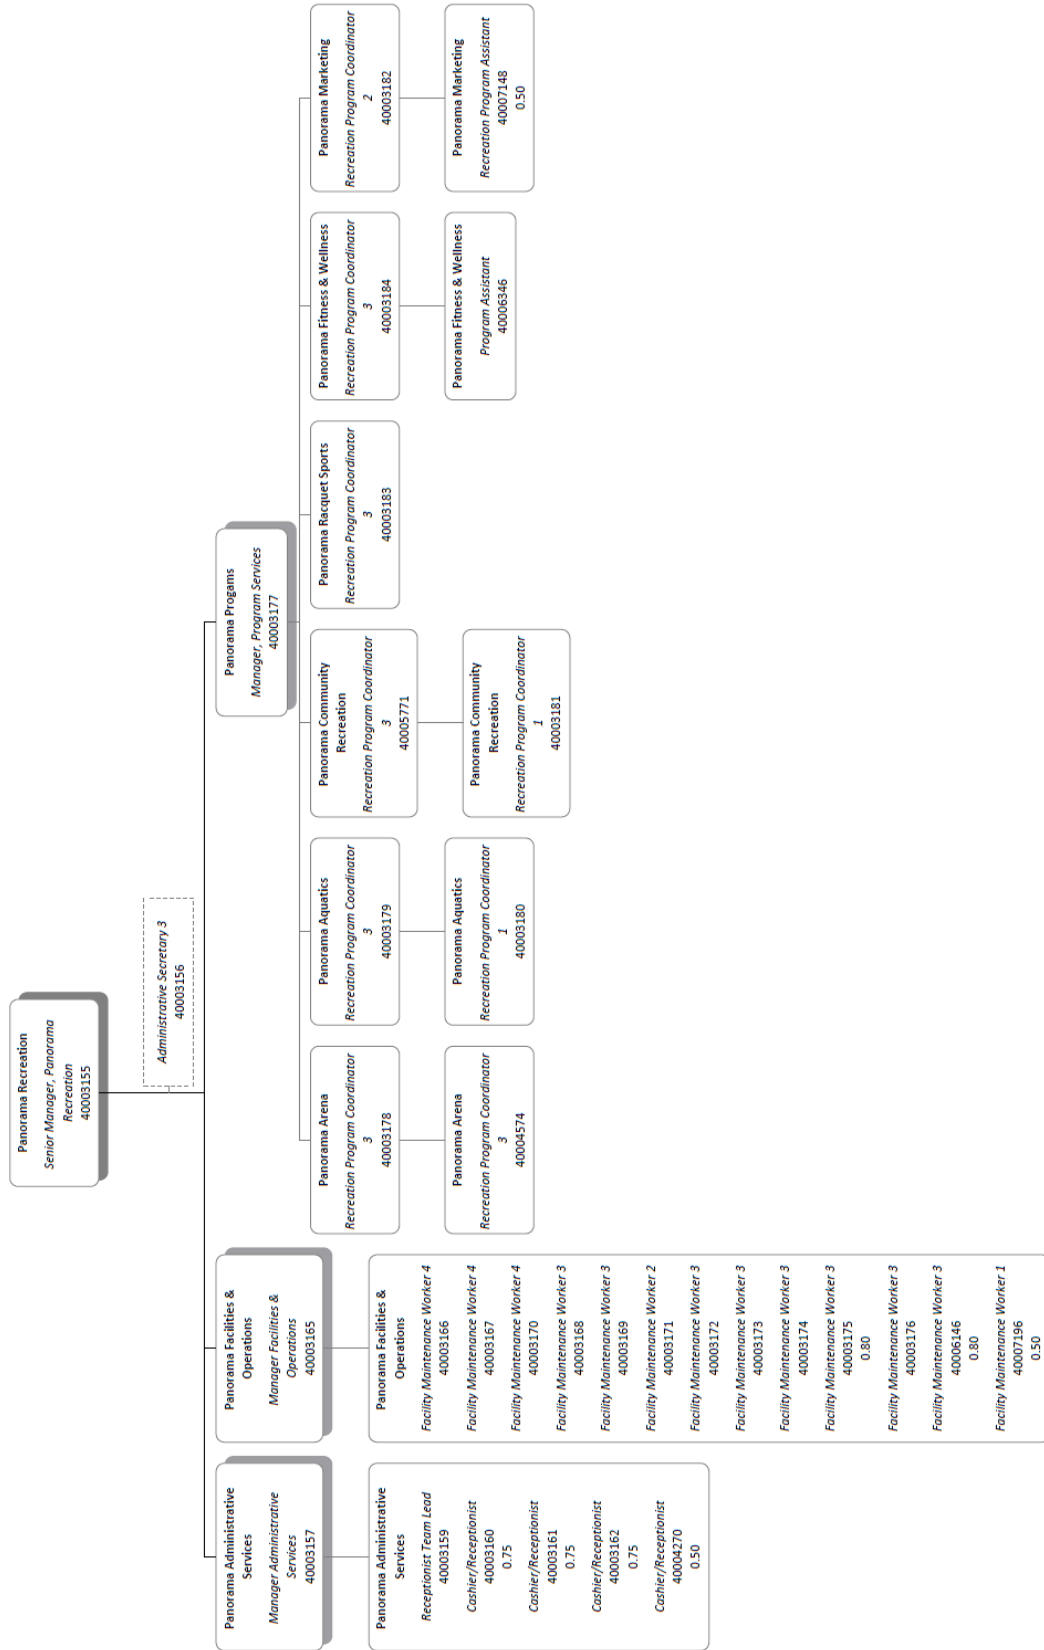 Panorama Recreation
Senior Manager, Panorama
Recreation
40003155
Administrative Secretary 3
40003156
Panorama Administrative
Services
Manager Administrative
Services
40003157
Panorama Administrative
Services
Receptionist Team Lead
40003159
Cashier/Receptionist
40003160
0.75
Cashier/Receptionist
40003161
0.75
Cashier/Receptionist
40003162
0.75
Cashier/Receptionist
40004270
0.50
Panorama Facilities &
Operations
Manager Facilities &
Operations
40003165
Panorama Facilities &
Operations
Facility Maintenance Worker 4
40003166
Facility Maintenance Worker 4
40003167
Facility Maintenance Worker 4
40003170
Facility Maintenance Worker 3
40003168
Facility Maintenance Worker 3
40003169
Facility Maintenance Worker 2
40003171
Facility Maintenance Worker 3
40003172
Facility Maintenance Worker 3
40003173
Facility Maintenance Worker 3
40003174
Facility Maintenance Worker 3
40003175
0.80
Facility Maintenance Worker 3
40003176
Facility Maintenance Worker 3
40006146
0.80
Facility Maintenance Worker 1
40007196
0.50
Panorama Progams
Manager, Program Services
40003177
Panorama Arena
Recreation Program Coordinator
3
40003178
Panorama Arena
Recreation Program Coordinator
3
40004574
Panorama Aquatics
Recreation Program Coordinator
3
40003179
Panorama Aquatics
Recreation Program Coordinator
1
40003180
Panorama Community
Recreation
Recreation Program Coordinator
3
40005771
Panorama Community
Recreation
Recreation Program Coordinator
1
40003181
Panorama Racquet Sports
Recreation Program Coordinator
3
40003183
Panorama Fitness & Wellness
Recreation Program Coordinator
3
40003184
Panorama Fitness & Wellness
Program Assistant
40006346
Panorama Marketing
Recreation Program Coordinator
2
40003182
Panorama Marketing
Recreation Program Assistant
40007148
0.50